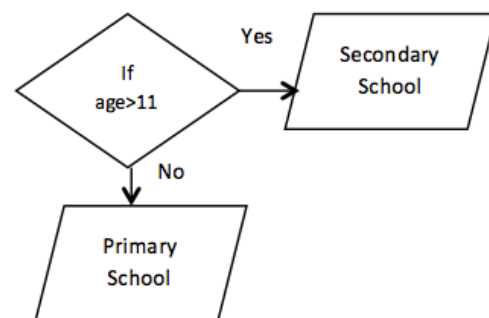 Yes
If
age>11
Secondary
School
No
Primary
School